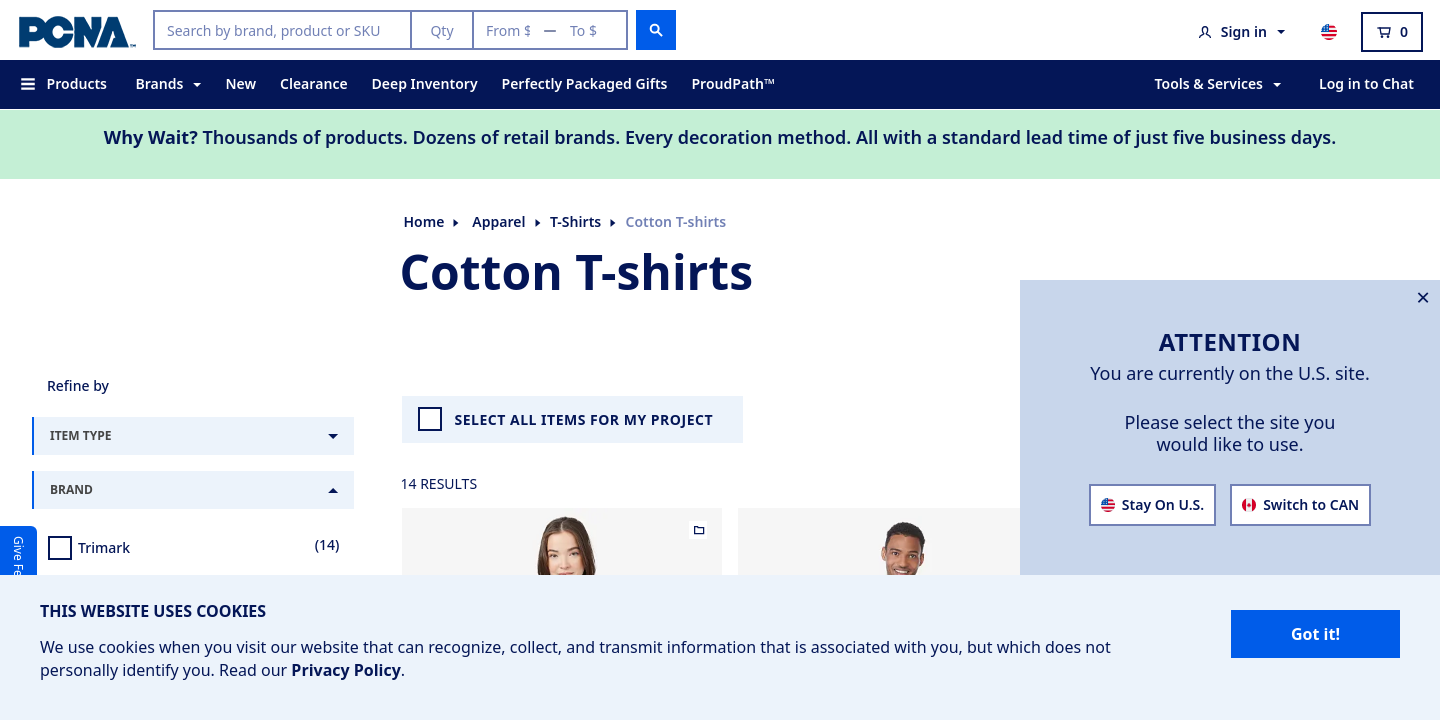 PCNA™
Search by brand, product or SKU
Qty
From $ — To $
Sign in
0
Products
Brands
New
Clearance
Deep Inventory
Perfectly Packaged Gifts
ProudPath™
Tools & Services
Log in to Chat
Why Wait? Thousands of products. Dozens of retail brands. Every decoration method. All with a standard lead time of just five business days.
Home
Apparel
T-Shirts
Cotton T-shirts
Cotton T-shirts
ATTENTION
You are currently on the U.S. site.
Please select the site you
would like to use.
Stay On U.S.
Switch to CAN
Refine by
ITEM TYPE
BRAND
Trimark
(14)
SELECT ALL ITEMS FOR MY PROJECT
14 RESULTS
Give Fe
THIS WEBSITE USES COOKIES
We use cookies when you visit our website that can recognize, collect, and transmit information that is associated with you, but which does not
personally identify you. Read our Privacy Policy.
Got it!